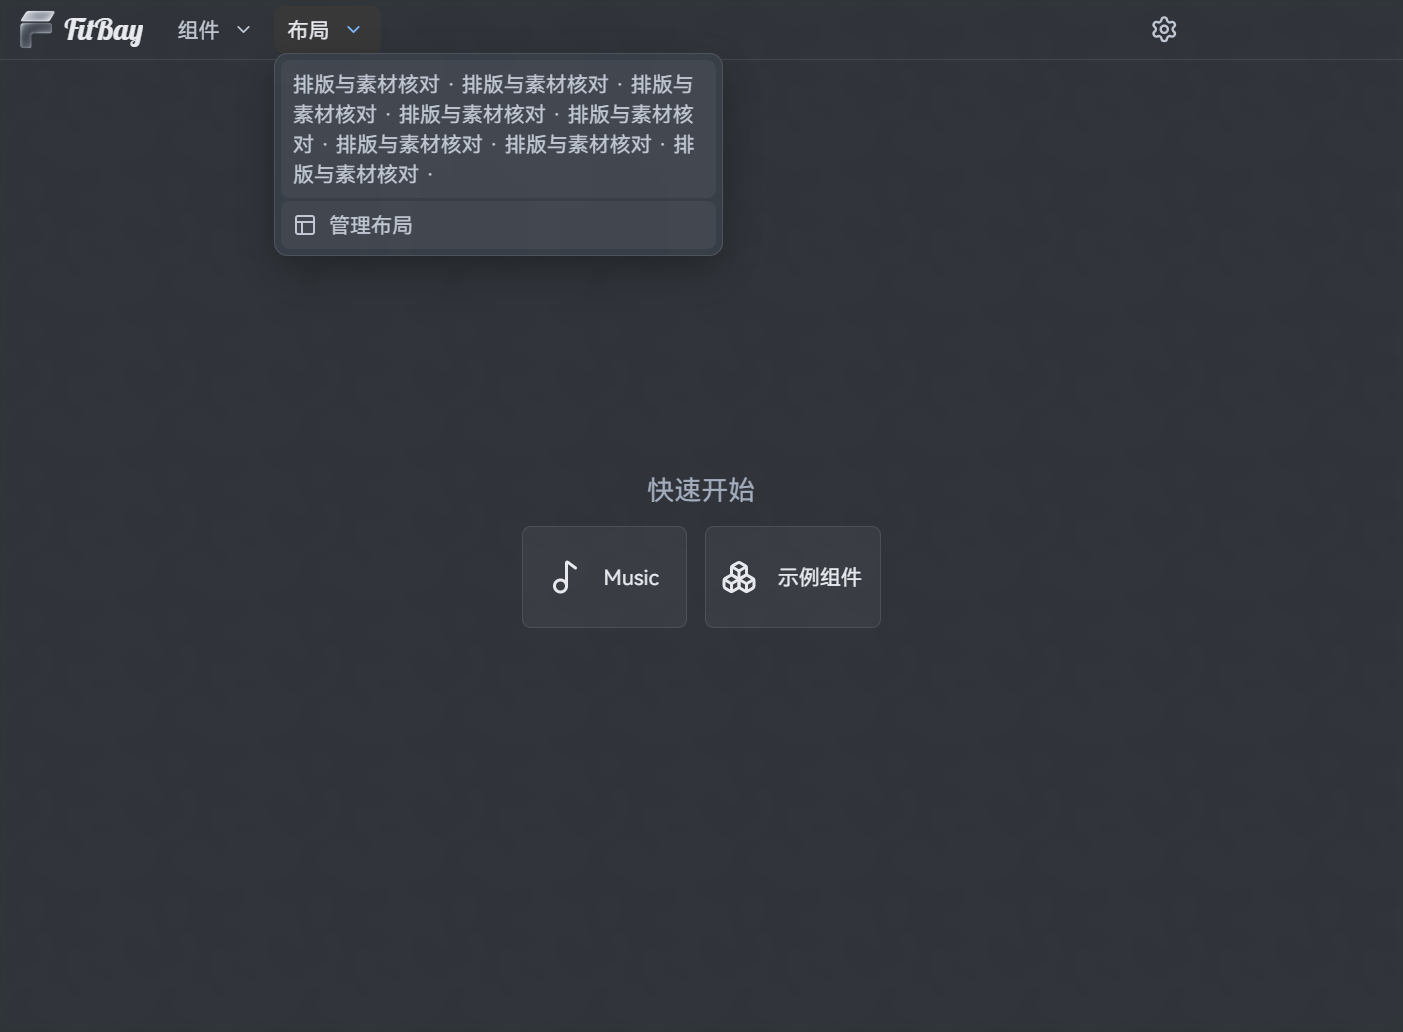 FitBay 组件 布局
排版与素材核对 · 排版与素材核对 · 排版与
素材核对 · 排版与素材核对 · 排版与素材核
对 · 排版与素材核对 · 排版与素材核对 · 排
版与素材核对 ·
管理布局
快速开始
Music 示例组件